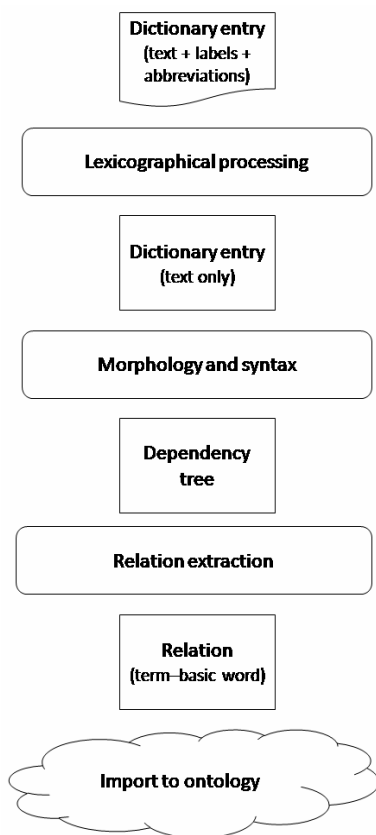 Dictionary entry
(text + labels +
abbreviations)
Lexicographical processing
Dictionary entry
(text only)
Morphology and syntax
Dependency
tree
Relation extraction
Relation
(term–basic word)
Import to ontology